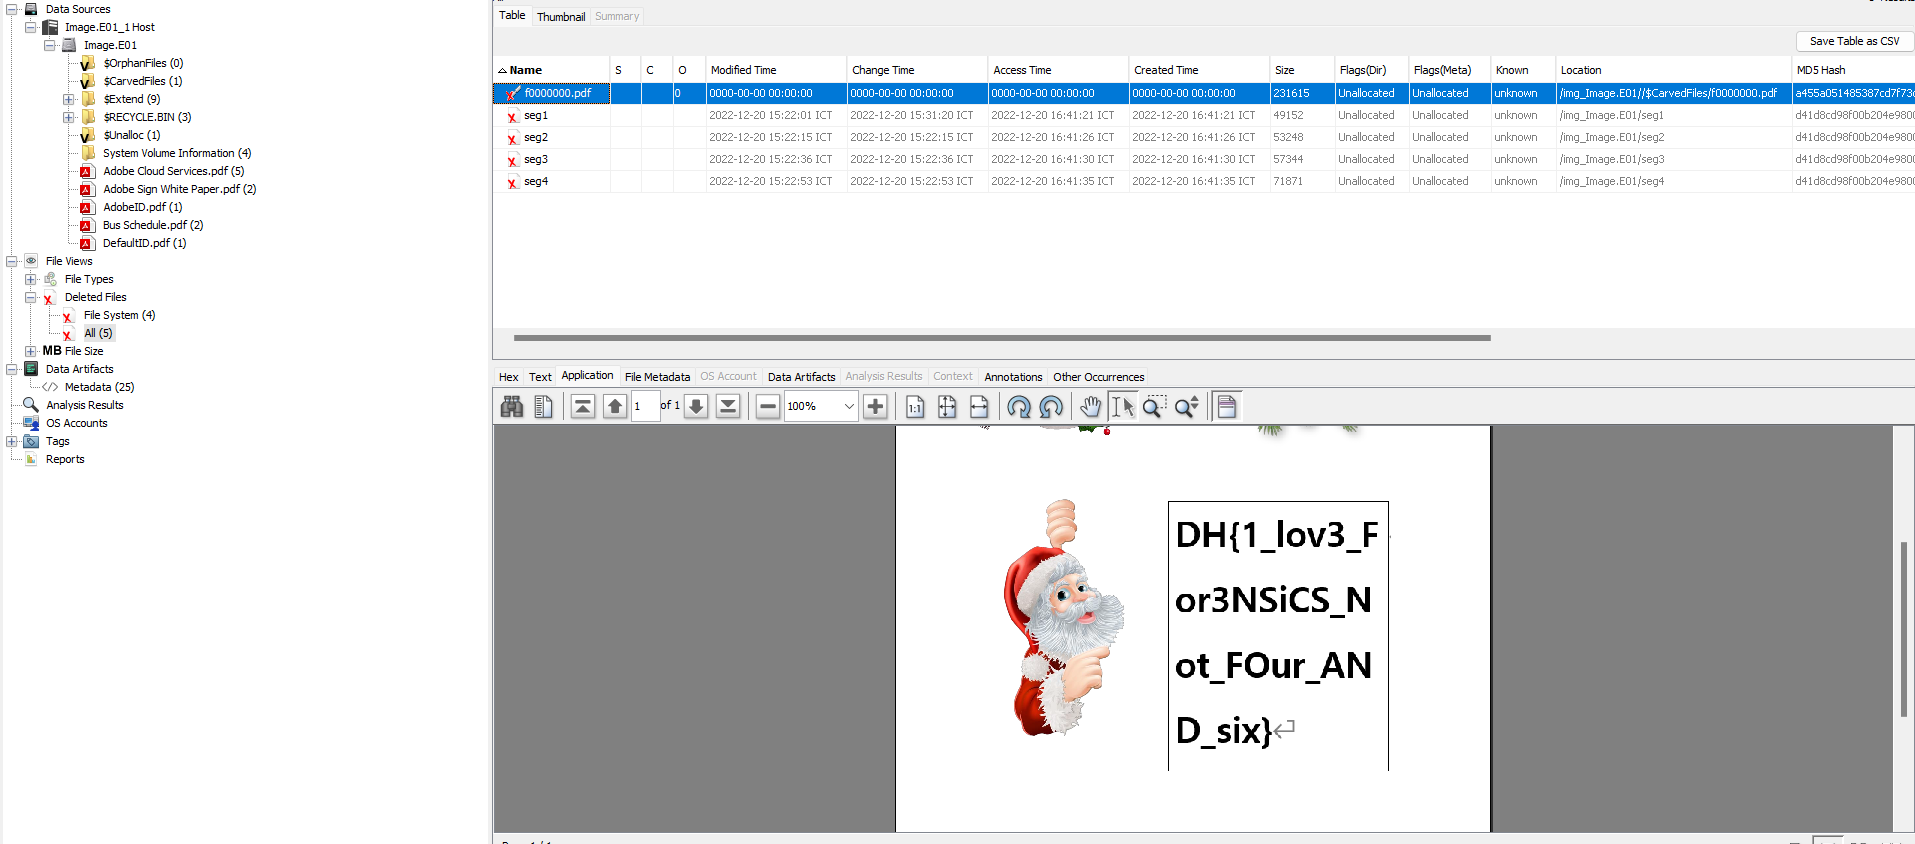 Data Sources
Image.E01_1 Host
Image.E01
$OrphanFiles (0)
$CarvedFiles (1)
$Extend (9)
$RECYCLE.BIN (3)
$Unalloc (1)
System Volume Information (4)
Adobe Cloud Services.pdf (5)
Adobe Sign White Paper.pdf (2)
AdobeID.pdf (1)
Bus Schedule.pdf (2)
DefaultID.pdf (1)
File Views
File Types
Deleted Files
File System (4)
All (5)
MB File Size
Data Artifacts
Metadata (25)
Analysis Results
OS Accounts
Tags
Reports
Table Thumbnail Summary
Save Table as CSV
Name S C O Modified Time Change Time Access Time Created Time Size Flags(Dir) Flags(Meta) Known Location MD5 Hash
f0000000.pdf 0 0000-00-00 00:00:00 0000-00-00 00:00:00 0000-00-00 00:00:00 0000-00-00 00:00:00 231615 Unallocated Unallocated unknown /img_Image.E01//$CarvedFiles/f0000000.pdf a455a051485387cd7f73c
seg1 2022-12-20 15:22:01 ICT 2022-12-20 15:31:20 ICT 2022-12-20 16:41:21 ICT 2022-12-20 16:41:21 ICT 49152 Unallocated Unallocated unknown /img_Image.E01/seg1 d41d8cd98f00b204e9800
seg2 2022-12-20 15:22:15 ICT 2022-12-20 15:22:15 ICT 2022-12-20 16:41:26 ICT 2022-12-20 16:41:26 ICT 53248 Unallocated Unallocated unknown /img_Image.E01/seg2 d41d8cd98f00b204e9800
seg3 2022-12-20 15:22:36 ICT 2022-12-20 15:22:36 ICT 2022-12-20 16:41:30 ICT 2022-12-20 16:41:30 ICT 57344 Unallocated Unallocated unknown /img_Image.E01/seg3 d41d8cd98f00b204e9800
seg4 2022-12-20 15:22:53 ICT 2022-12-20 15:22:53 ICT 2022-12-20 16:41:35 ICT 2022-12-20 16:41:35 ICT 71871 Unallocated Unallocated unknown /img_Image.E01/seg4 d41d8cd98f00b204e9800
Hex Text Application File Metadata OS Account Data Artifacts Analysis Results Context Annotations Other Occurrences
1 of 1 100% 1:1
DH{1_lov3_F
or3NSiCS_N
ot_FOur_AN
D_six}↵